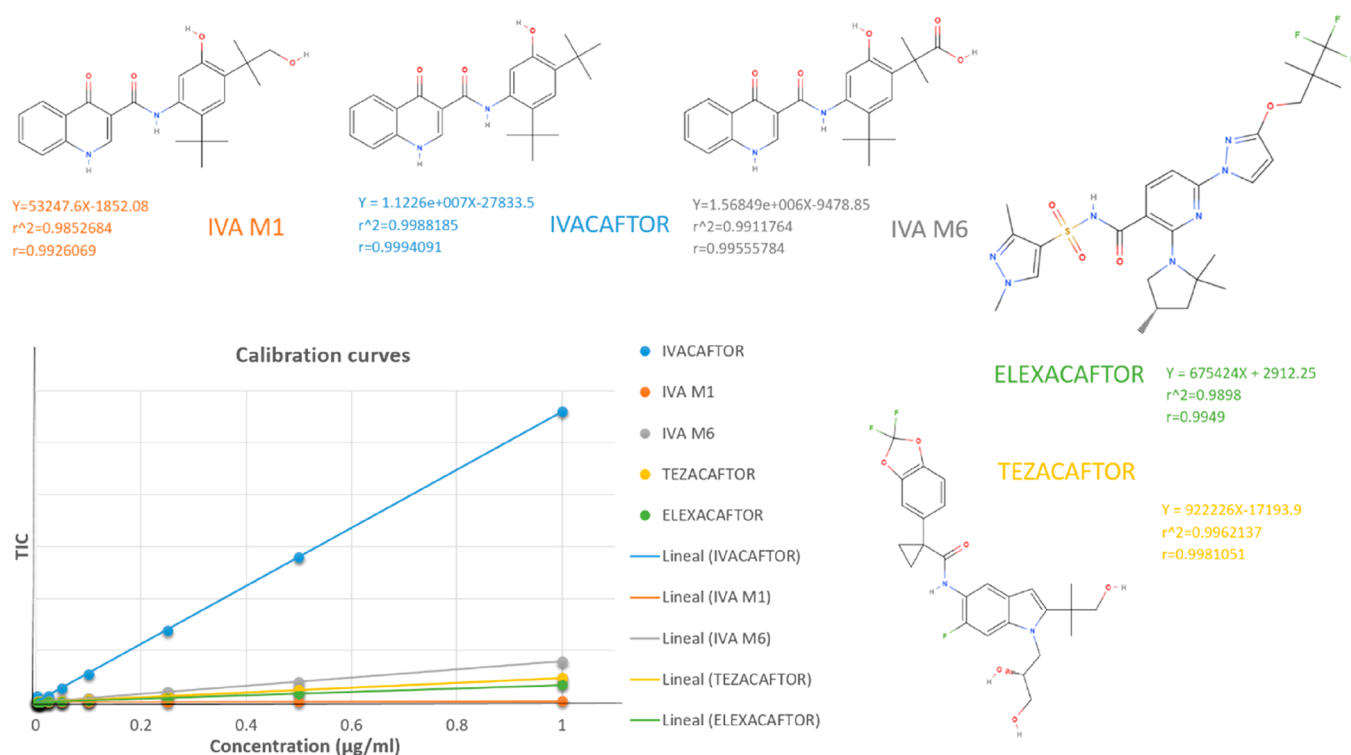 Y=53247.6X-1852.08
r^2=0.9852684
r=0.9926069
IVA M1
Y = 1.1226e+007X-27833.5
r^2=0.9988185
r=0.9994091
IVACAFTOR
Y=1.56849e+006X-9478.85
r^2=0.9911764
r=0.99555784
IVA M6
ELEXACAFTOR
Y = 675424X + 2912.25
r^2=0.9898
r=0.9949
TEZACAFTOR
Y = 922226X-17193.9
r^2=0.9962137
r=0.9981051
Calibration curves
TIC
0
0.2
0.4
0.6
0.8
1
Concentration (µg/ml)
IVACAFTOR
IVA M1
IVA M6
TEZACAFTOR
ELEXACAFTOR
Lineal (IVACAFTOR)
Lineal (IVA M1)
Lineal (IVA M6)
Lineal (TEZACAFTOR)
Lineal (ELEXACAFTOR)